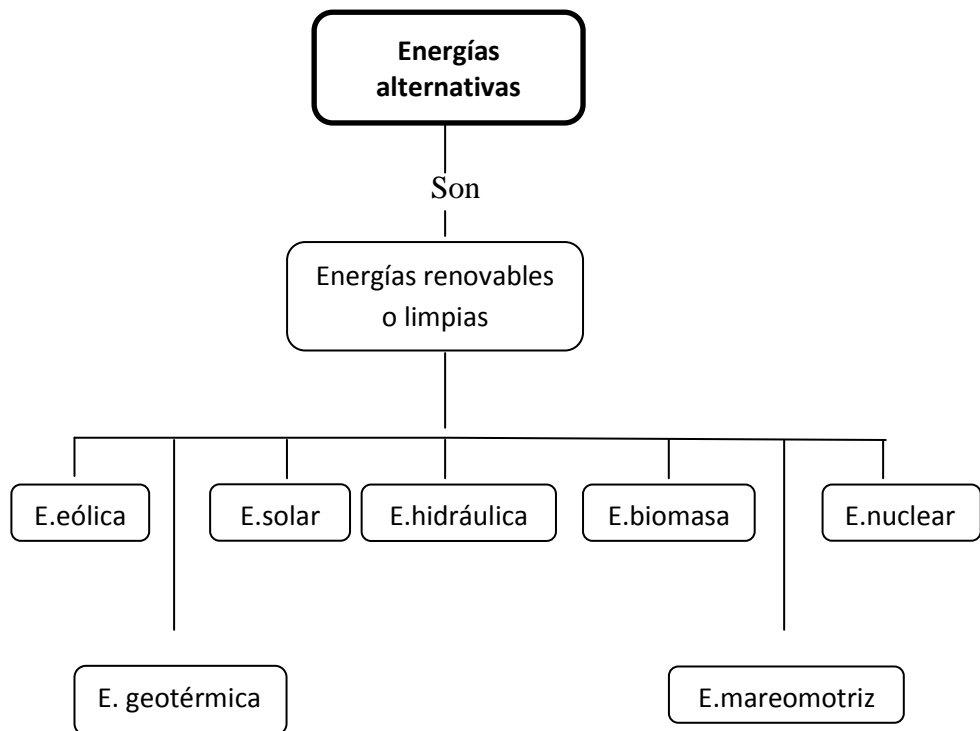 Energías
alternativas
Son
Energías renovables
o limpias
E.eólica
E.solar
E.hidráulica
E.biomasa
E.nuclear
E. geotérmica
E.mareomotriz